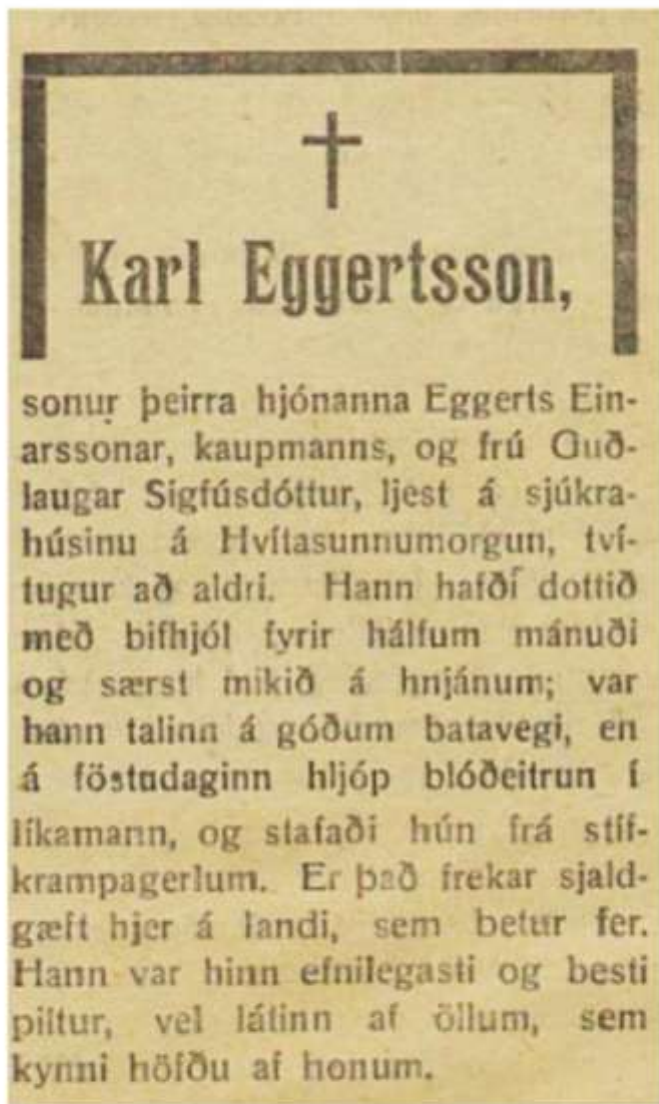 Karl Eggertsson,
sonur þeirra hjónanna Eggerts Ein-
arssonar, kaupmanns, og frú Guð-
laugar Sigfúsdóttur, ljest á sjúkra-
húsinu á Hvítasunnumorgun, tví-
tugur að aldri. Hann hafði dottið
með bifhjól fyrir hálfum mánuði
og særst mikið á hnjánum; var
hann talinn á góðum batavegi, en
á föstudaginn hljóp blóðeitrun í
líkamann, og stafaði hún frá stíf-
krampagerlum. Er það frekar sjald-
gæft hjer á landi, sem betur fer.
Hann var hinn efnilegasti og besti
piltur, vel látinn af öllum, sem
kynni höfðu af honum.